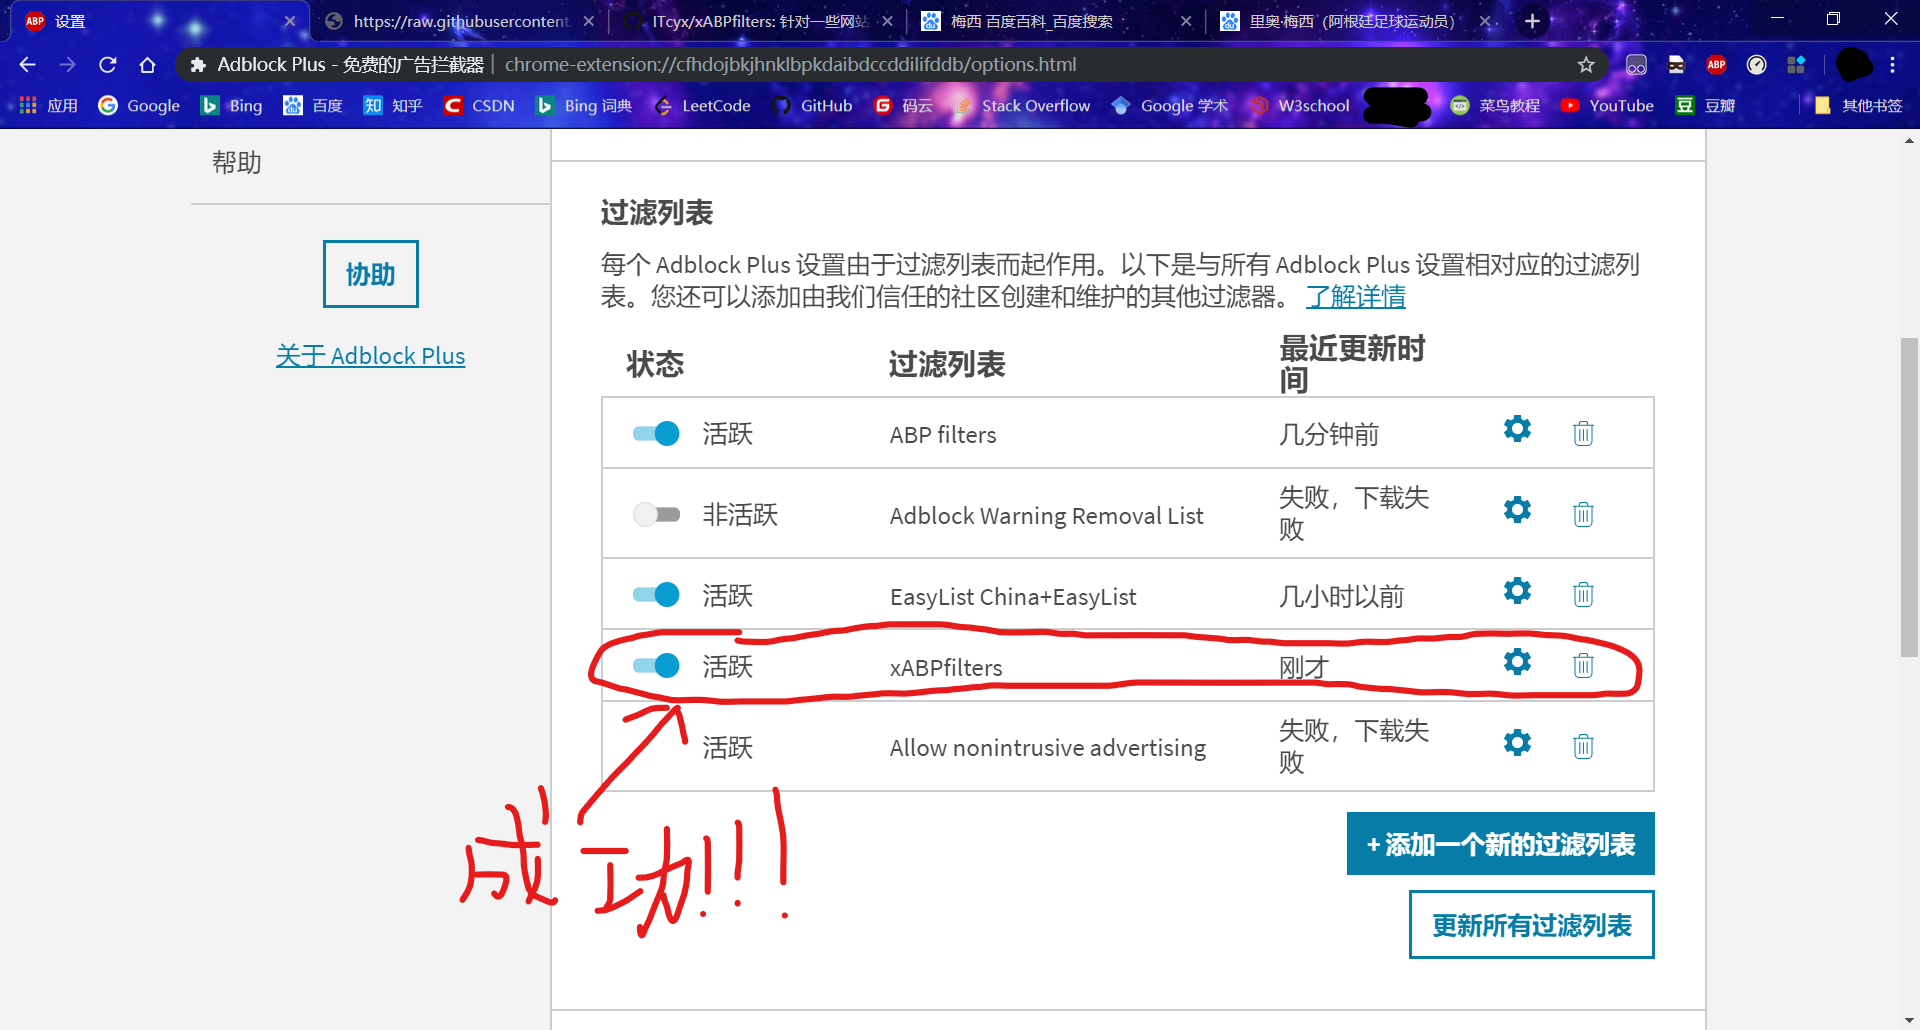 ABP 设置
https://raw.githubusercontent.
ITcyx/xABPfilters: 针对一些网站
梅西 百度百科_百度搜索
里奥·梅西（阿根廷足球运动员）
Adblock Plus - 免费的广告拦截器 | chrome-extension://cfhdojbkjhnklbpkdaibdccddilifddb/options.html
ABP
应用 Google Bing 百度 知 知乎 CSDN Bing 词典 LeetCode GitHub 码云 Stack Overflow Google 学术 W3school 菜鸟教程 YouTube 豆 豆瓣 其他书签
帮助
协助
关于 Adblock Plus
过滤列表
每个 Adblock Plus 设置由于过滤列表而起作用。以下是与所有 Adblock Plus 设置相对应的过滤列
表。您还可以添加由我们信任的社区创建和维护的其他过滤器。 了解详情
状态 过滤列表 最近更新时
间
活跃 ABP filters 几分钟前
非活跃 Adblock Warning Removal List 失败，下载失
败
活跃 EasyList China+EasyList 几小时以前
活跃 xABPfilters 刚才
活跃 Allow nonintrusive advertising 失败，下载失
败
成功!!!
+ 添加一个新的过滤列表
更新所有过滤列表